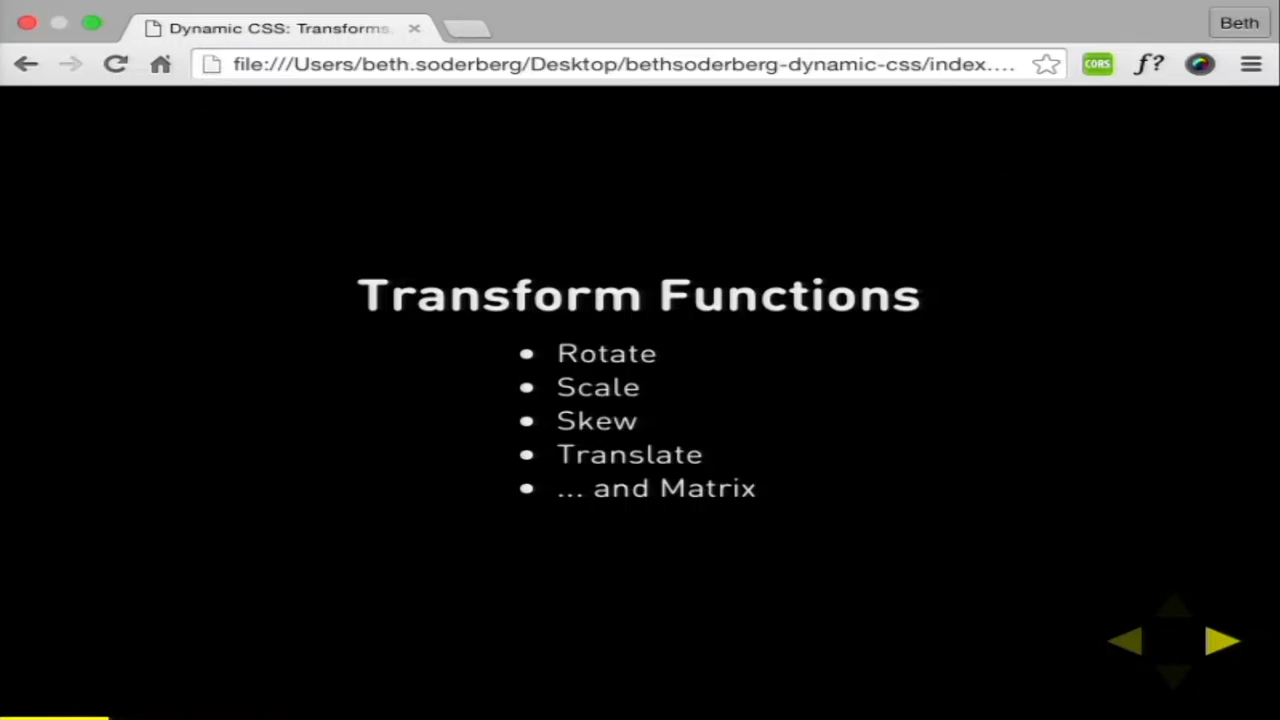 Dynamic CSS: Transforms,
Beth
file:///Users/beth.soderberg/Desktop/bethsoderberg-dynamic-css/index....
CORS
f?
Transform Functions
• Rotate
• Scale
• Skew
• Translate
• ... and Matrix